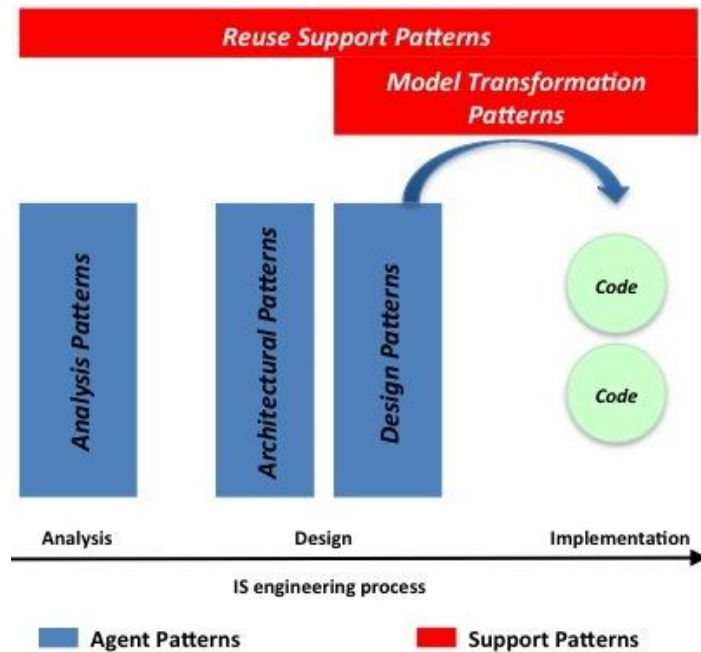 Reuse Support Patterns
Model Transformation
Patterns
Analysis Patterns
Architectural Patterns
Design Patterns
Code
Code
Analysis
Design
Implementation
IS engineering process
Agent Patterns
Support Patterns